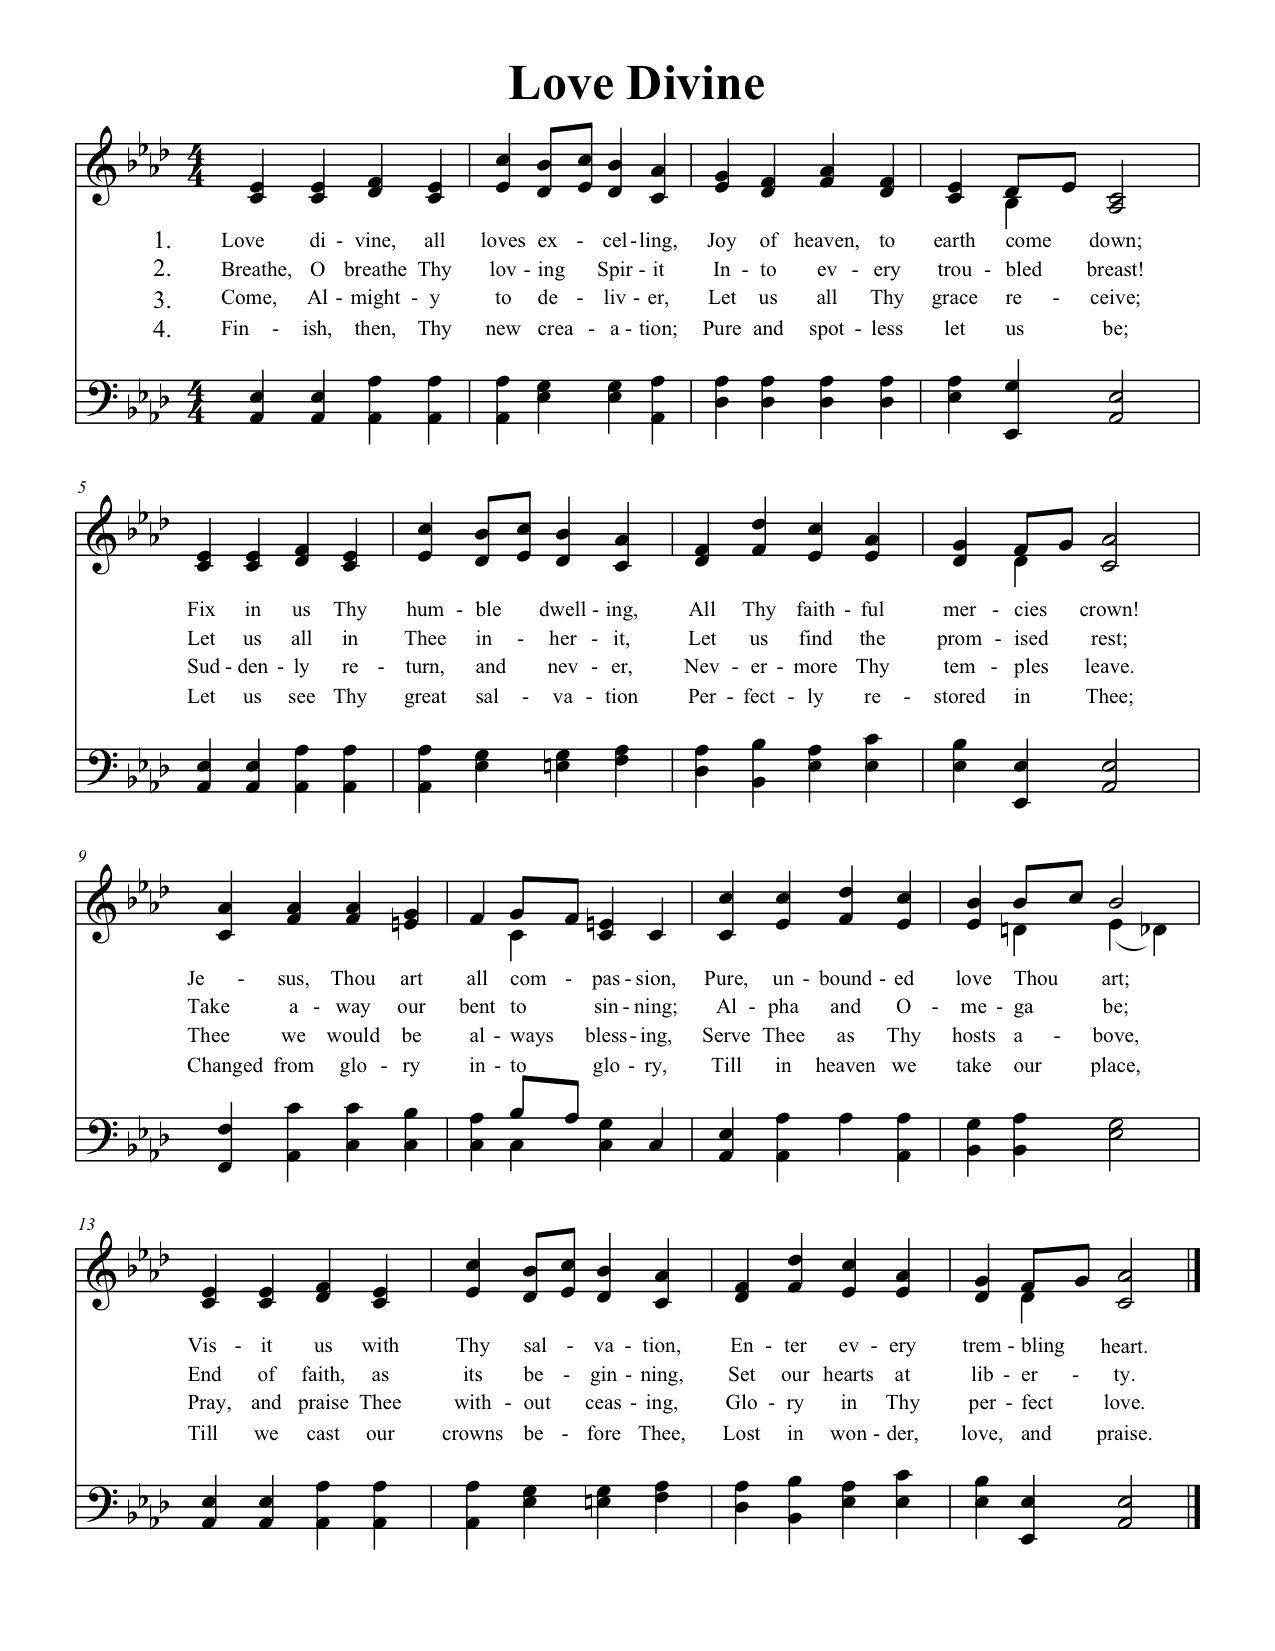 Love Divine
1. Love di - vine, all loves ex - cel - ling, Joy of heaven, to earth come down;
2. Breathe, O breathe Thy lov - ing Spir - it In - to ev - ery trou - bled breast!
3. Come, Al - might - y to de - liv - er, Let us all Thy grace re - ceive;
4. Fin - ish, then, Thy new crea - a - tion; Pure and spot - less let us be;
5
Fix in us Thy hum - ble dwell - ing, All Thy faith - ful mer - cies crown!
Let us all in Thee in - her - it, Let us find the prom - ised rest;
Sud - den - ly re - turn, and nev - er, Nev - er - more Thy tem - ples leave.
Let us see Thy great sal - va - tion Per - fect - ly re - stored in Thee;
9
Je - sus, Thou art all com - pas - sion, Pure, un - bound - ed love Thou art;
Take a - way our bent to sin - ning; Al - pha and O - me - ga be;
Thee we would be al - ways bless - ing, Serve Thee as Thy hosts a - bove,
Changed from glo - ry in - to glo - ry, Till in heaven we take our place,
13
Vis - it us with Thy sal - va - tion, En - ter ev - ery trem - bling heart.
End of faith, as its be - gin - ning, Set our hearts at lib - er - ty.
Pray, and praise Thee with - out ceas - ing, Glo - ry in Thy per - fect love.
Till we cast our crowns be - fore Thee, Lost in won - der, love, and praise.